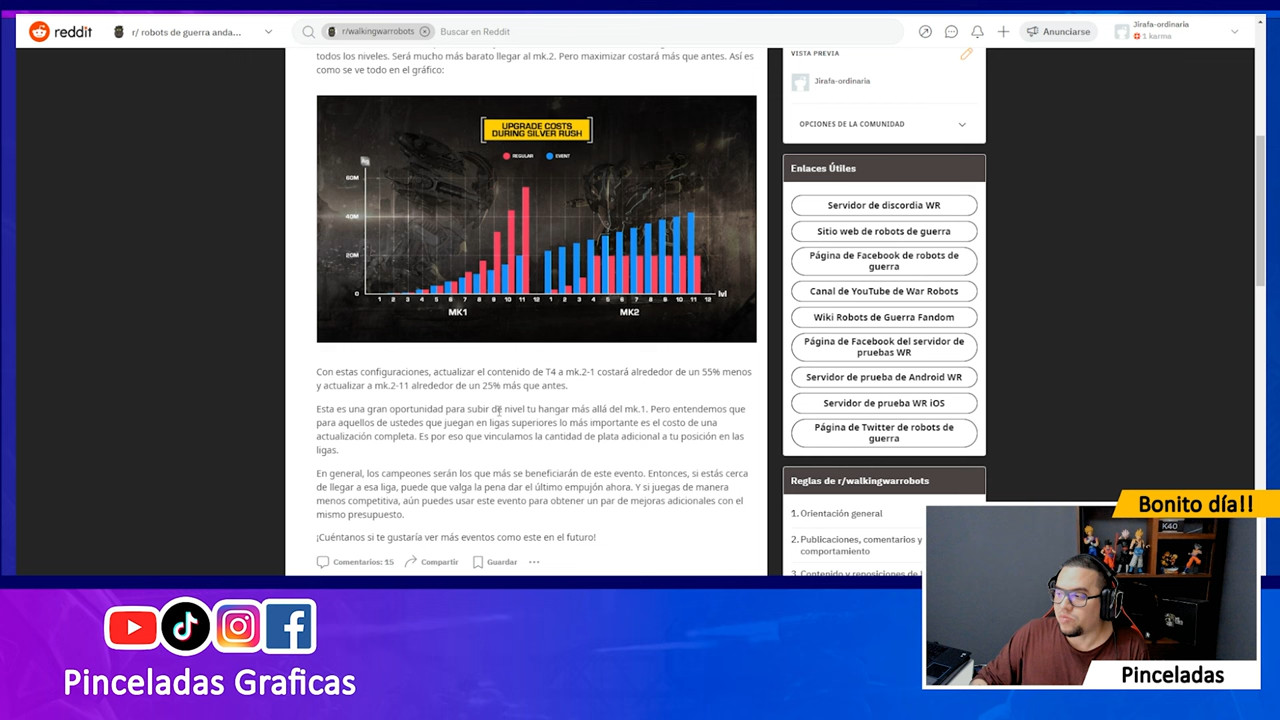 reddit
r/ robots de guerra anda...
r/walkingwarrobots
Buscar en Reddit
Anunciarse
Jirafa-ordinaria
1 karma
todos los niveles. Será mucho más barato llegar al mk.2. Pero maximizar costará más que antes. Así es
como se ve todo en el gráfico:
UPGRADE COSTS
DURING SILVER RUSH
REGULAR
EVENT
60M
40M
20M
0
1 2 3 4 5 6 7 8 9 10 11 12 1 2 3 4 5 6 7 8 9 10 11 12 lvl
MK1
MK2
Con estas configuraciones, actualizar el contenido de T4 a mk.2-1 costará alrededor de un 55% menos
y actualizar a mk.2-11 alrededor de un 25% más que antes.
Esta es una gran oportunidad para subir de nivel tu hangar más allá del mk.1. Pero entendemos que
para aquellos de ustedes que juegan en ligas superiores lo más importante es el costo de una
actualización completa. Es por eso que vinculamos la cantidad de plata adicional a tu posición en las
ligas.
En general, los campeones serán los que más se beneficiarán de este evento. Entonces, si estás cerca
de llegar a esa liga, puede que valga la pena dar el último empujón ahora. Y si juegas de manera
menos competitiva, aún puedes usar este evento para obtener un par de mejoras adicionales con el
mismo presupuesto.
¡Cuéntanos si te gustaría ver más eventos como este en el futuro!
Comentarios: 15
Compartir
Guardar
VISTA PREVIA
Jirafa-ordinaria
OPCIONES DE LA COMUNIDAD
Enlaces Útiles
Servidor de discordia WR
Sitio web de robots de guerra
Página de Facebook de robots de
guerra
Canal de YouTube de War Robots
Wiki Robots de Guerra Fandom
Página de Facebook del servidor de
pruebas WR
Servidor de prueba de Android WR
Servidor de prueba WR iOS
Página de Twitter de robots de
guerra
Reglas de r/walkingwarrobots
1. Orientación general
2. Publicaciones, comentarios y
comportamiento
3. Contenido y reposiciones de
Bonito día!!
K40
Pinceladas
Pinceladas Graficas